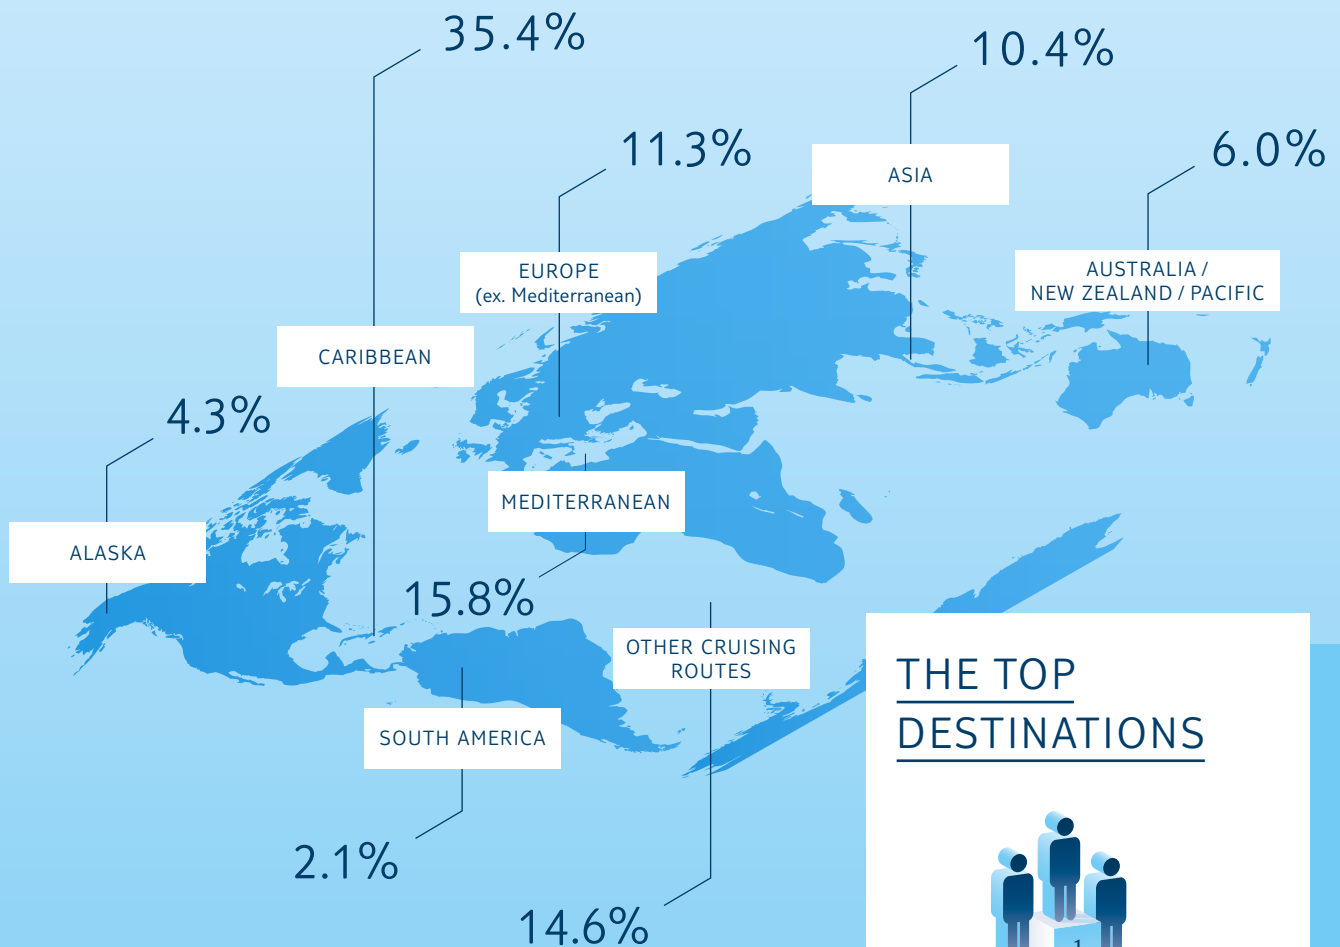 35.4%
10.4%
11.3%
6.0%
ASIA
EUROPE
(ex. Mediterranean)
AUSTRALIA /
NEW ZEALAND / PACIFIC
CARIBBEAN
4.3%
MEDITERRANEAN
ALASKA
15.8%
OTHER CRUISING
ROUTES
THE TOP
DESTINATIONS
SOUTH AMERICA
2.1%
14.6%
1